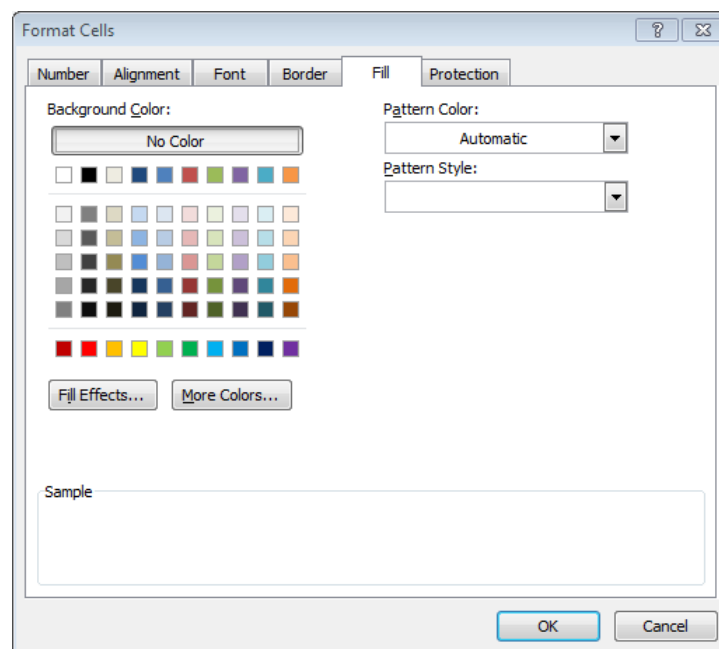 Format Cells
Number Alignment Font Border Fill Protection
Background Color:
No Color
Pattern Color:
Automatic
Pattern Style:
Fill Effects...
More Colors...
Sample
OK
Cancel